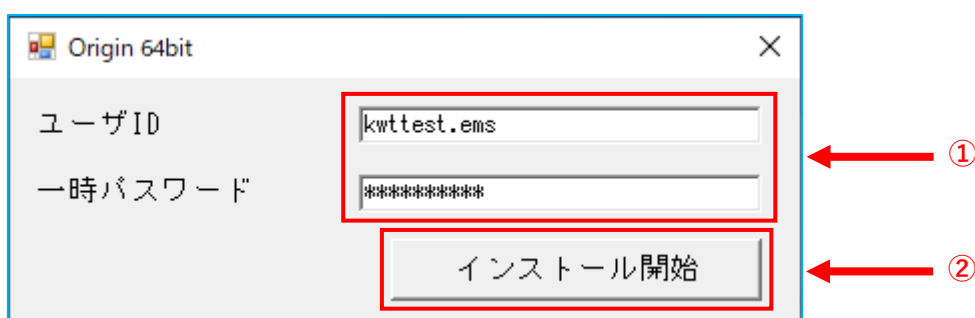 Origin 64bit
ユーザID
kwttest.ems
①
一時パスワード
**********
インストール開始
②